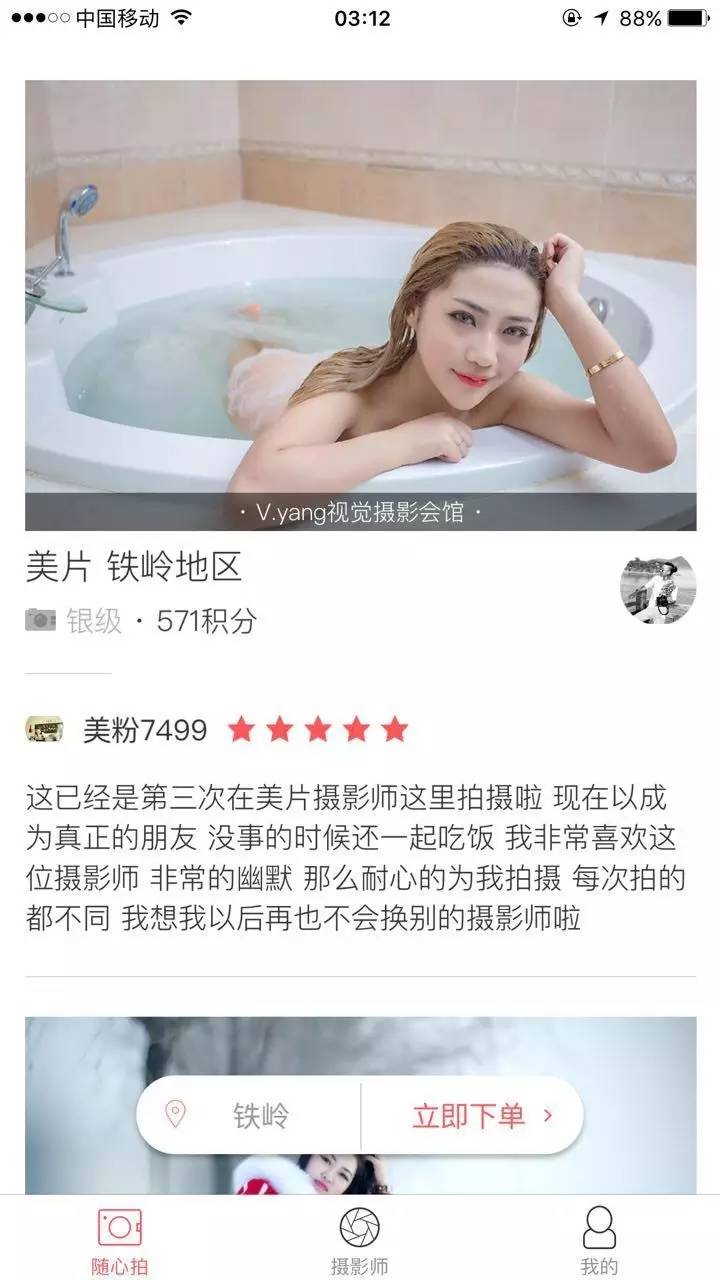 中国移动
03:12
88%
· V.yang视觉摄影会馆 ·
美片 铁岭地区
银级 · 571积分
美粉7499
这已经是第三次在美片摄影师这里拍摄啦 现在以成
为真正的朋友 没事的时候还一起吃饭 我非常喜欢这
位摄影师 非常的幽默 那么耐心的为我拍摄 每次拍的
都不同 我想我以后再也不会换别的摄影师啦
铁岭
立即下单
随心拍
摄影师
我的